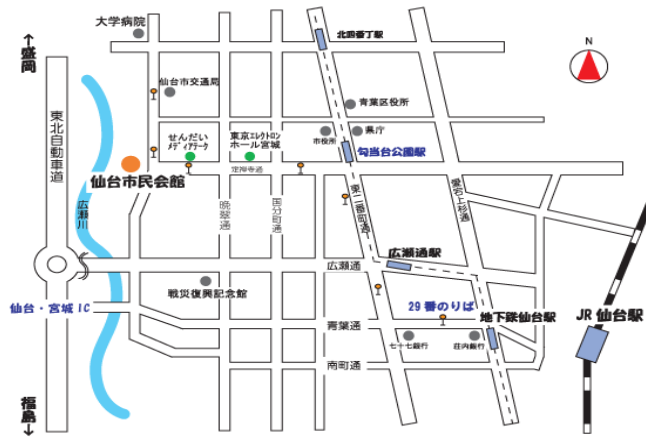 大学病院
北四番丁駅
↑盛岡
N
仙台市交通局
青葉区役所
東北自動車道
せんだい
メディアテーク
東京エレクトロン
ホール宮城
市役所
県庁
勾当台公園駅
仙台市民会館
定禅寺通
東二番町通
愛宕上杉通
広瀬川
晩翠通
国分町通
広瀬通駅
広瀬通
戦災復興記念館
仙台・宮城IC
29番のりば
地下鉄仙台駅
JR仙台駅
青葉通
七十七銀行
荘内銀行
南町通
福島↓